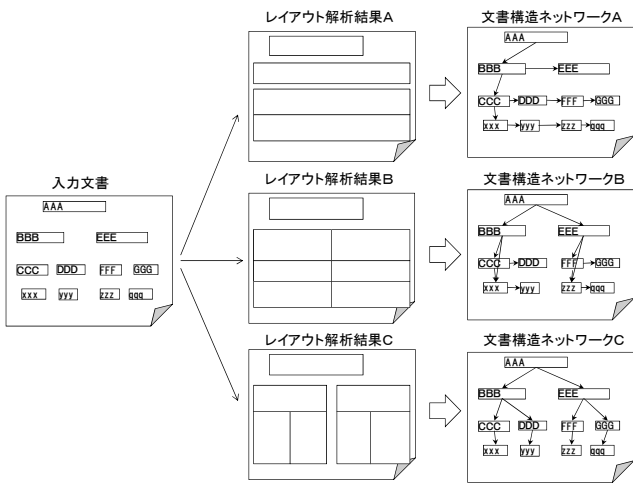 レイアウト解析結果A
文書構造ネットワークA
AAA
BBB EEE
CCC DDD FFF GGG
xxx yyy zzz qqq
入力文書
AAA
BBB EEE
CCC DDD FFF GGG
xxx yyy zzz qqq
レイアウト解析結果B
文書構造ネットワークB
AAA
BBB EEE
CCC DDD FFF GGG
xxx yyy zzz qqq
レイアウト解析結果C
文書構造ネットワークC
AAA
BBB EEE
CCC DDD FFF GGG
xxx yyy zzz qqq